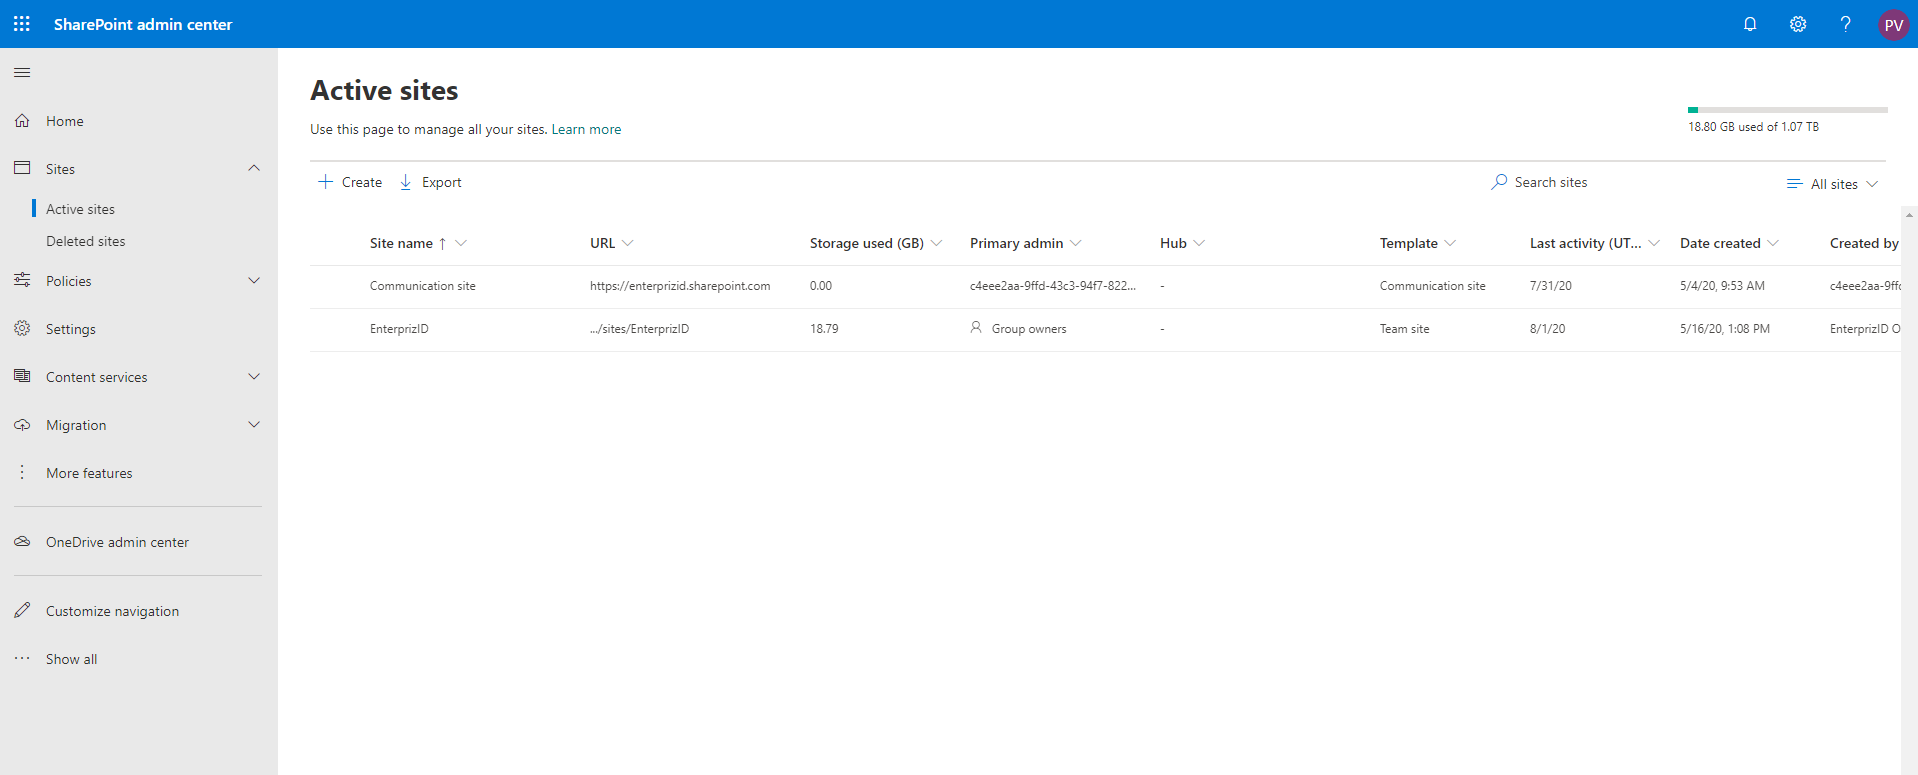 SharePoint admin center
PV
Home
Sites
Active sites
Deleted sites
Policies
Settings
Content services
Migration
More features
OneDrive admin center
Customize navigation
Show all
Active sites
Use this page to manage all your sites. Learn more
18.80 GB used of 1.07 TB
Create Export Search sites All sites
Site name URL Storage used (GB) Primary admin Hub Template Last activity (UT... Date created Created by
Communication site https://enterprizid.sharepoint.com 0.00 c4eee2aa-9ffd-43c3-94f7-822... - Communication site 7/31/20 5/4/20, 9:53 AM c4eee2aa-9ffd
EnterprizID .../sites/EnterprizID 18.79 Group owners - Team site 8/1/20 5/16/20, 1:08 PM EnterprizID O